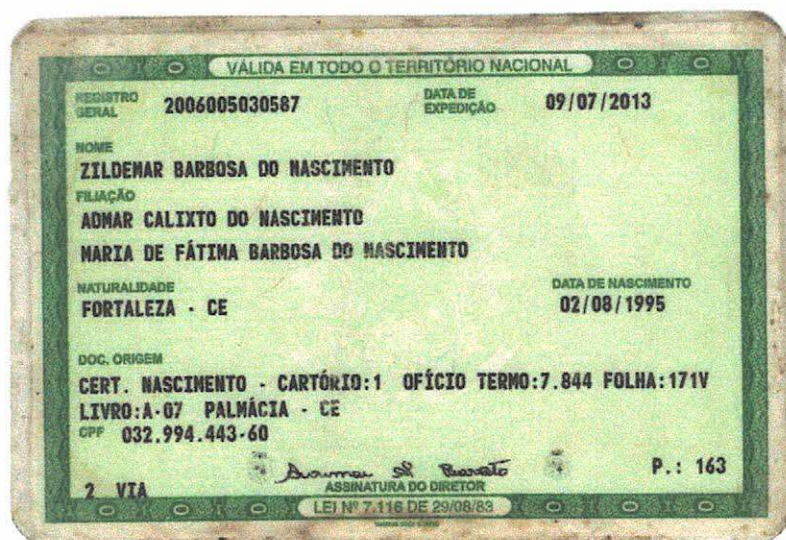 VÁLIDA EM TODO O TERRITÓRIO NACIONAL
REGISTRO GERAL 2006005030587 DATA DE EXPEDIÇÃO 09/07/2013
NOME
ZILDEMAR BARBOSA DO NASCIMENTO
FILIAÇÃO
ADMAR CALIXTO DO NASCIMENTO
MARIA DE FÁTIMA BARBOSA DO NASCIMENTO
NATURALIDADE DATA DE NASCIMENTO
FORTALEZA - CE 02/08/1995
DOC. ORIGEM
CERT. NASCIMENTO - CARTÓRIO:1 OFÍCIO TERMO:7.844 FOLHA:171V
LIVRO:A-07 PALMÁCIA - CE
CPF 032.994.443-60
2 VIA P.: 163
ASSINATURA DO DIRETOR
LEI Nº 7.116 DE 29/08/83